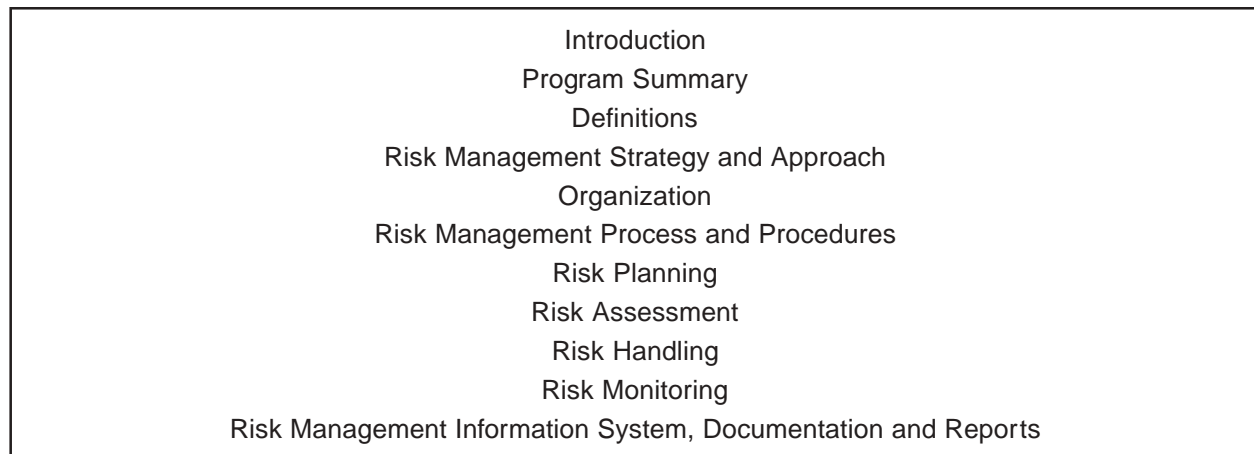 Introduction
Program Summary
Definitions
Risk Management Strategy and Approach
Organization
Risk Management Process and Procedures
Risk Planning
Risk Assessment
Risk Handling
Risk Monitoring
Risk Management Information System, Documentation and Reports